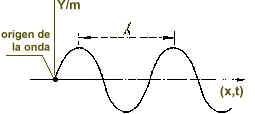 Y/m
origen de
la onda
λ
(x,t)